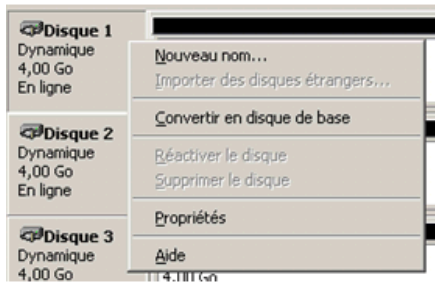 Disque 1
Dynamique
4,00 Go
En ligne
Nouveau nom...
Importer des disques étrangers...
Convertir en disque de base
Réactiver le disque
Supprimer le disque
Propriétés
Aide
Disque 2
Dynamique
4,00 Go
En ligne
Disque 3
Dynamique
4,00 Go
4,00 Go